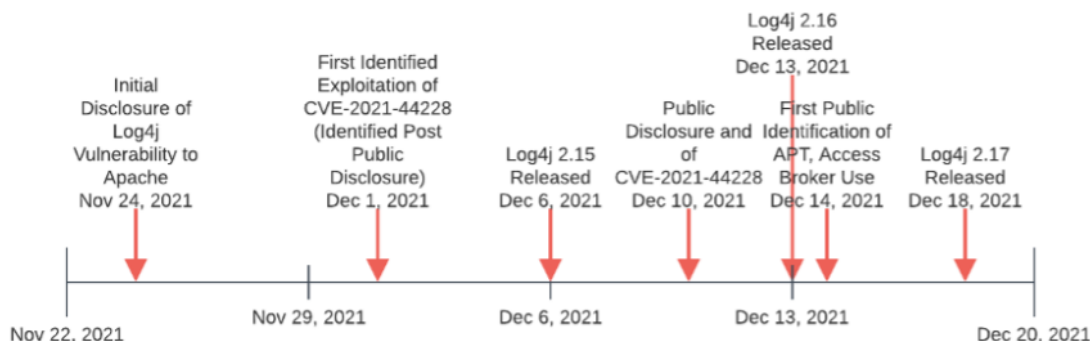 Initial
Disclosure of
Log4j
Vulnerability to
Apache
Nov 24, 2021
First Identified
Exploitation of
CVE-2021-44228
(Identified Post
Public
Disclosure)
Dec 1, 2021
Log4j 2.15
Released
Dec 6, 2021
Public
Disclosure and
of
CVE-2021-44228
Dec 10, 2021
Log4j 2.16
Released
Dec 13, 2021
First Public
Identification of
APT, Access
Broker Use
Dec 14, 2021
Log4j 2.17
Released
Dec 18, 2021
Nov 22, 2021
Nov 29, 2021
Dec 6, 2021
Dec 13, 2021
Dec 20, 2021